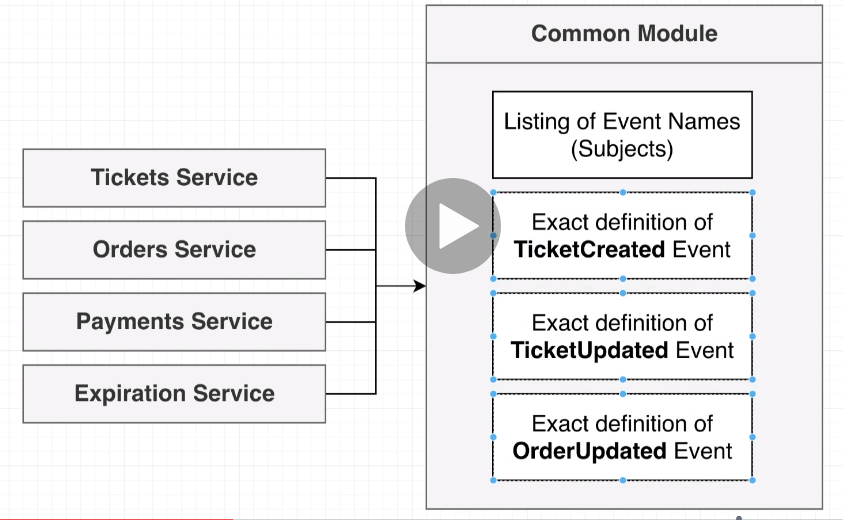 Common Module
Listing of Event Names
(Subjects)
Tickets Service
Exact definition of
TicketCreated Event
Orders Service
Payments Service
Exact definition of
TicketUpdated Event
Expiration Service
Exact definition of
OrderUpdated Event